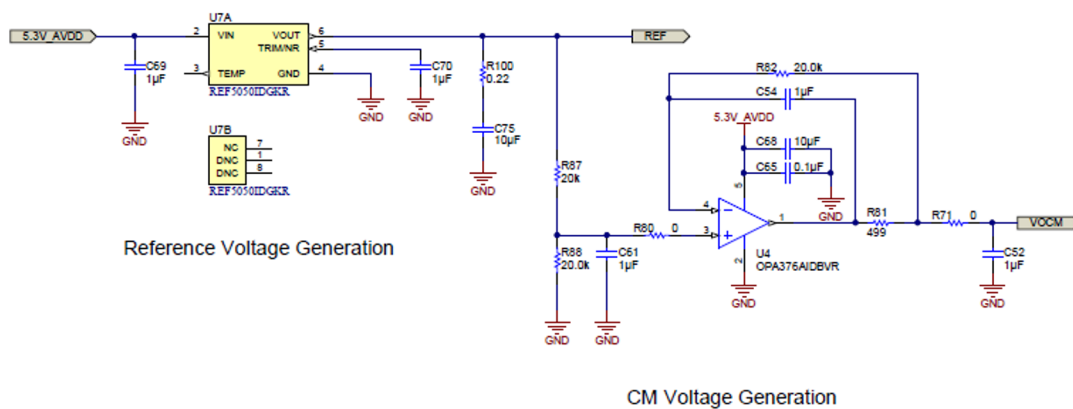 U7A
5.3V_AVDD
2
VIN
VOUT
6
REF
TRIM/NR
5
C69
1µF
3
TEMP
GND
4
REF5050IDGKR
C70
1µF
R100
0.22
GND
GND
GND
GND
C75
10µF
U7B
NC
7
DNC
1
DNC
8
REF5050IDGKR
R82
20.0k
C54
1µF
5.3V_AVDD
C68
10µF
C65
0.1µF
GND
R87
20k
5
4
3
1
2
R80
0
R88
20.0k
C61
1µF
U4
OPA376AIDBVR
R81
499
R71
0
VOCM
C52
1µF
GND
GND
GND
GND
Reference Voltage Generation
CM Voltage Generation